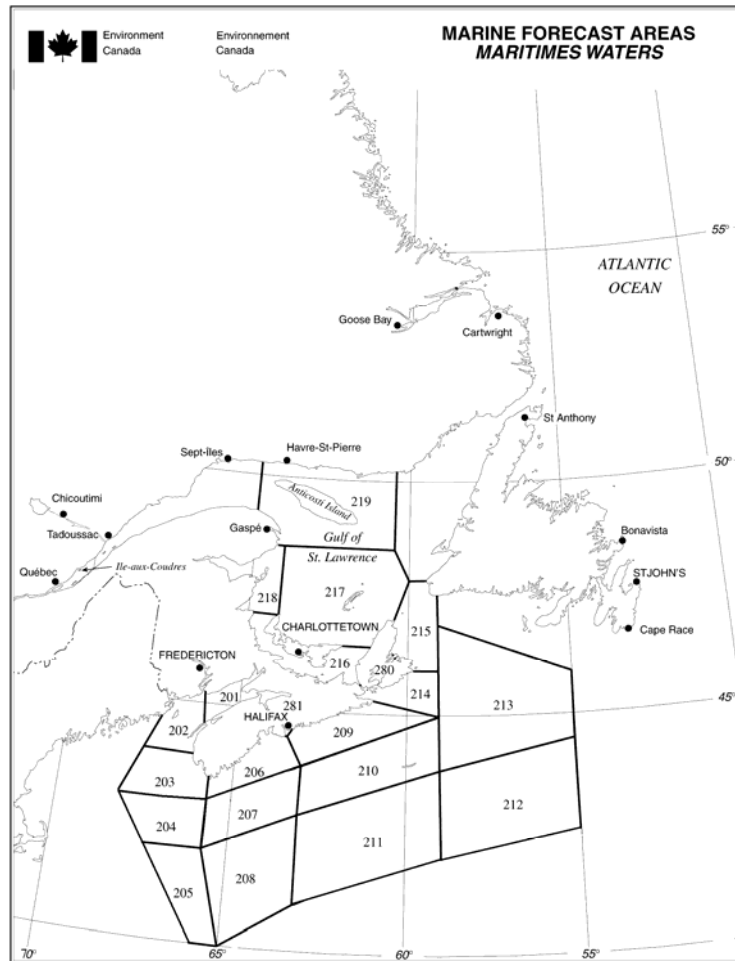 Environment
Canada
Environnement
Canada
MARINE FORECAST AREAS
MARITIMES WATERS
55°
ATLANTIC
OCEAN
Goose Bay
Cartwright
St Anthony
50°
Sept-Îles
Havre-St-Pierre
Chicoutimi
Anticosti Island
219
Tadoussac
Gaspé
Gulf of
St. Lawrence
Bonavista
Québec
Ile-aux-Coudres
STJOHN'S
218
217
CHARLOTTETOWN
215
Cape Race
FREDERICTON
216
280
45°
201
281
214
213
202
HALIFAX
209
203
206
210
204
207
212
211
205
208
70°
65°
60°
55°